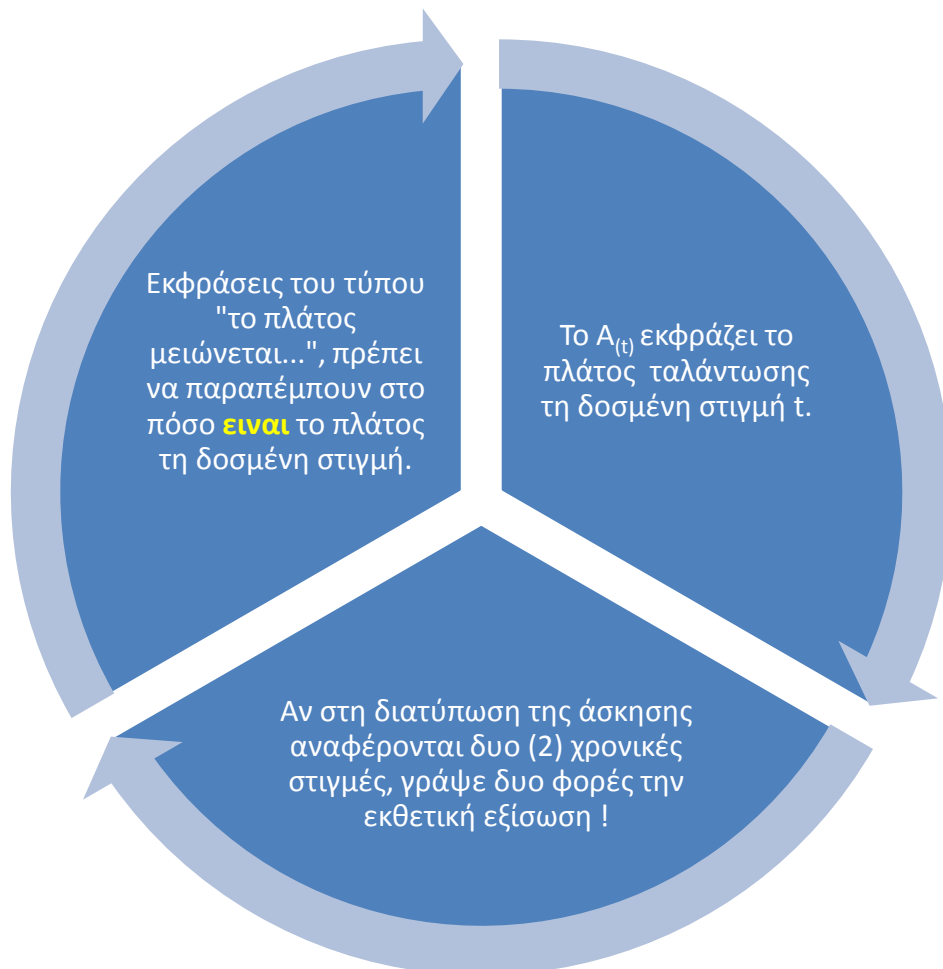 Το Α(t) εκφράζει το
πλάτος ταλάντωσης
τη δοσμένη στιγμή t.
Αν στη διατύπωση της άσκησης
αναφέρονται δυο (2) χρονικές
στιγμές, γράψε δυο φορές την
εκθετική εξίσωση !
Εκφράσεις του τύπου
"το πλάτος
μειώνεται...", πρέπει
να παραπέμπουν στο
πόσο ειναι το πλάτος
τη δοσμένη στιγμή.